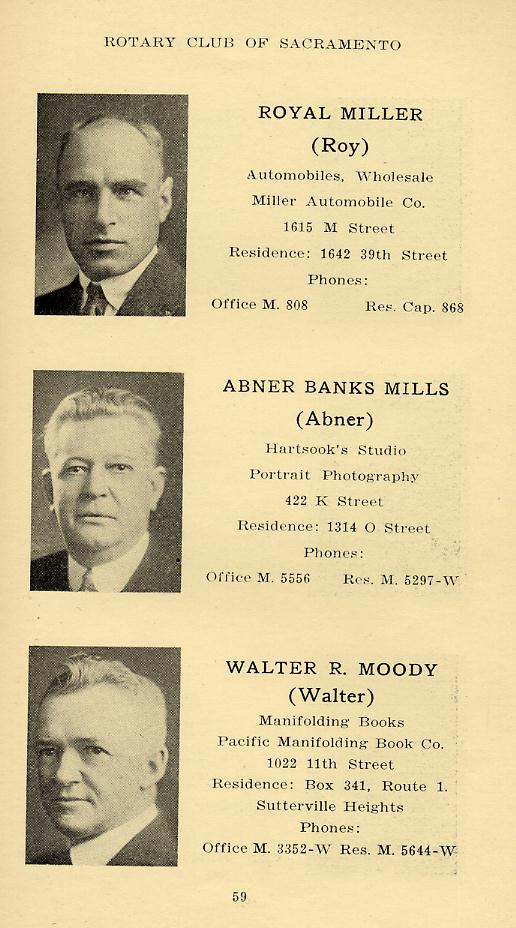 ROTARY CLUB OF SACRAMENTO
ROYAL MILLER
(Roy)
Automobiles, Wholesale
Miller Automobile Co.
1615 M Street
Residence: 1642 39th Street
Phones:
Office M. 808 Res. Cap. 868
ABNER BANKS MILLS
(Abner)
Hartsook's Studio
Portrait Photography
422 K Street
Residence: 1314 O Street
Phones:
Office M. 5556 Res. M. 5297-W
WALTER R. MOODY
(Walter)
Manifolding Books
Pacific Manifolding Book Co.
1022 11th Street
Residence: Box 341, Route 1.
Sutterville Heights
Phones:
Office M. 3352-W Res. M. 5644-W
59